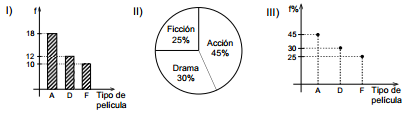 I)
f
18
12
10
A D F Tipo de
película
II)
Ficción
25%
Acción
45%
Drama
30%
III)
f%
45
30
25
A D F Tipo de
película